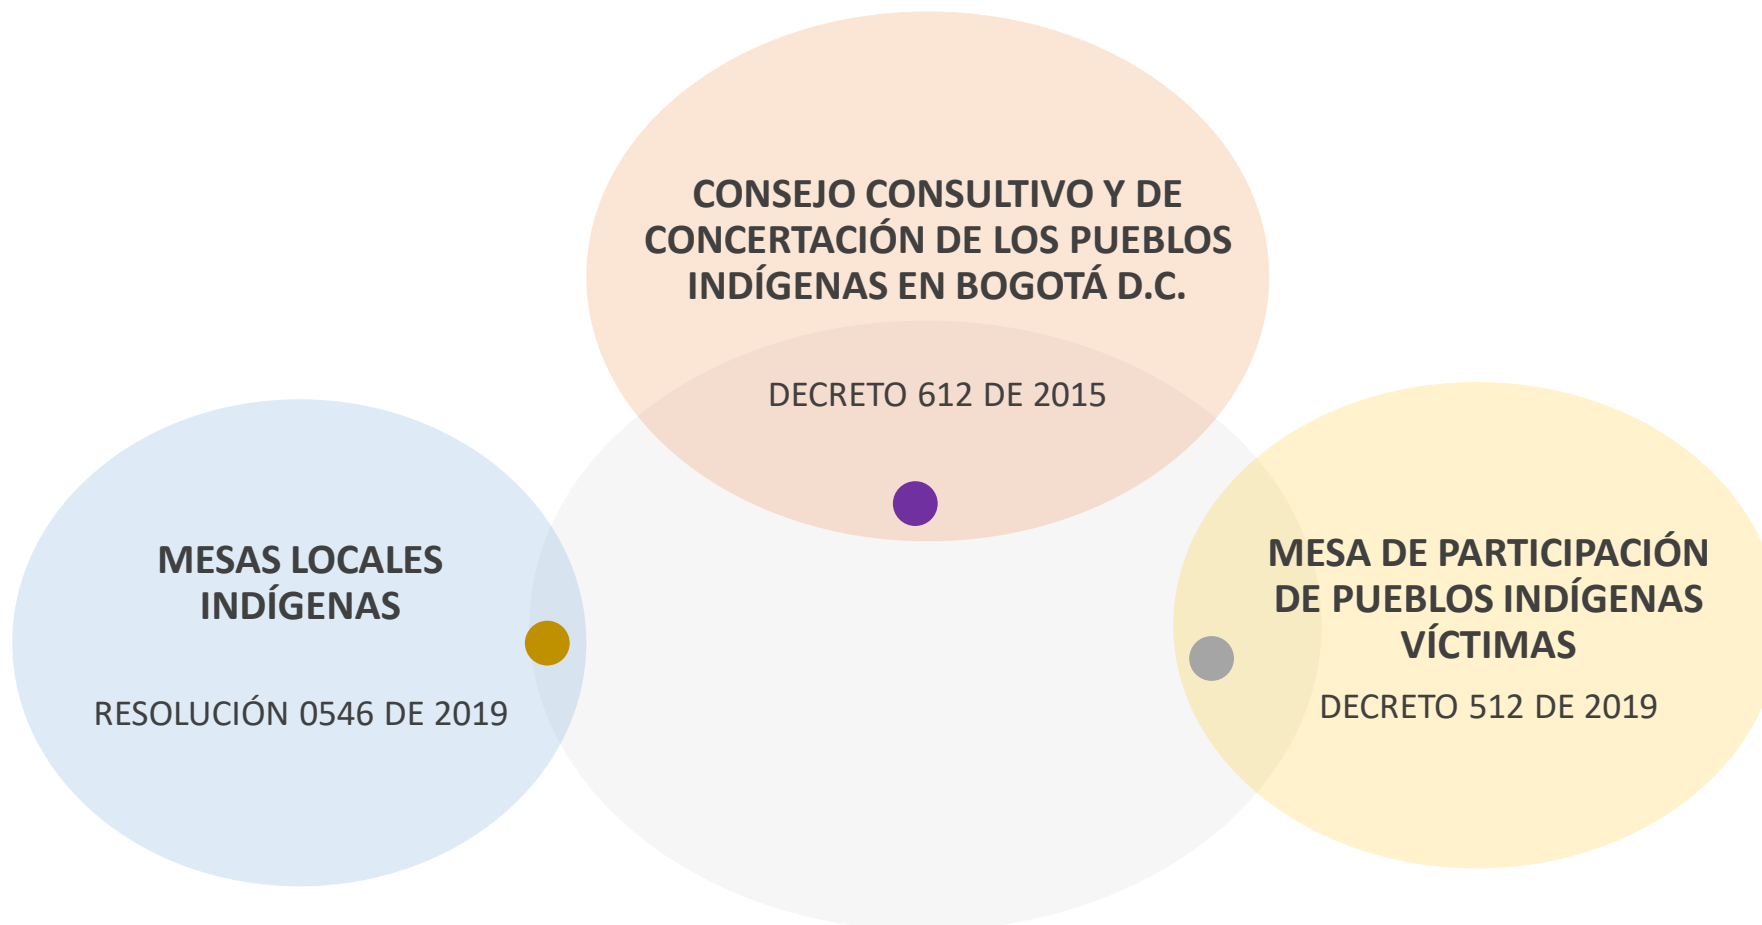 CONSEJO CONSULTIVO Y DE
CONCERTACIÓN DE LOS PUEBLOS
INDÍGENAS EN BOGOTÁ D.C.
DECRETO 612 DE 2015
MESAS LOCALES
INDÍGENAS
RESOLUCIÓN 0546 DE 2019
MESA DE PARTICIPACIÓN
DE PUEBLOS INDÍGENAS
VÍCTIMAS
DECRETO 512 DE 2019